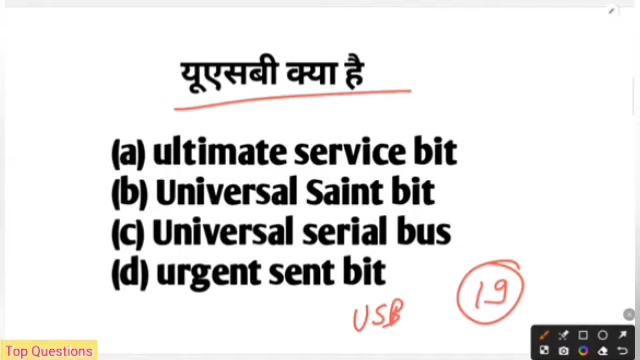 यूएसबी क्या है
(a) ultimate service bit
(b) Universal Saint bit
(c) Universal serial bus
(d) urgent sent bit
USB
19
Top Questions